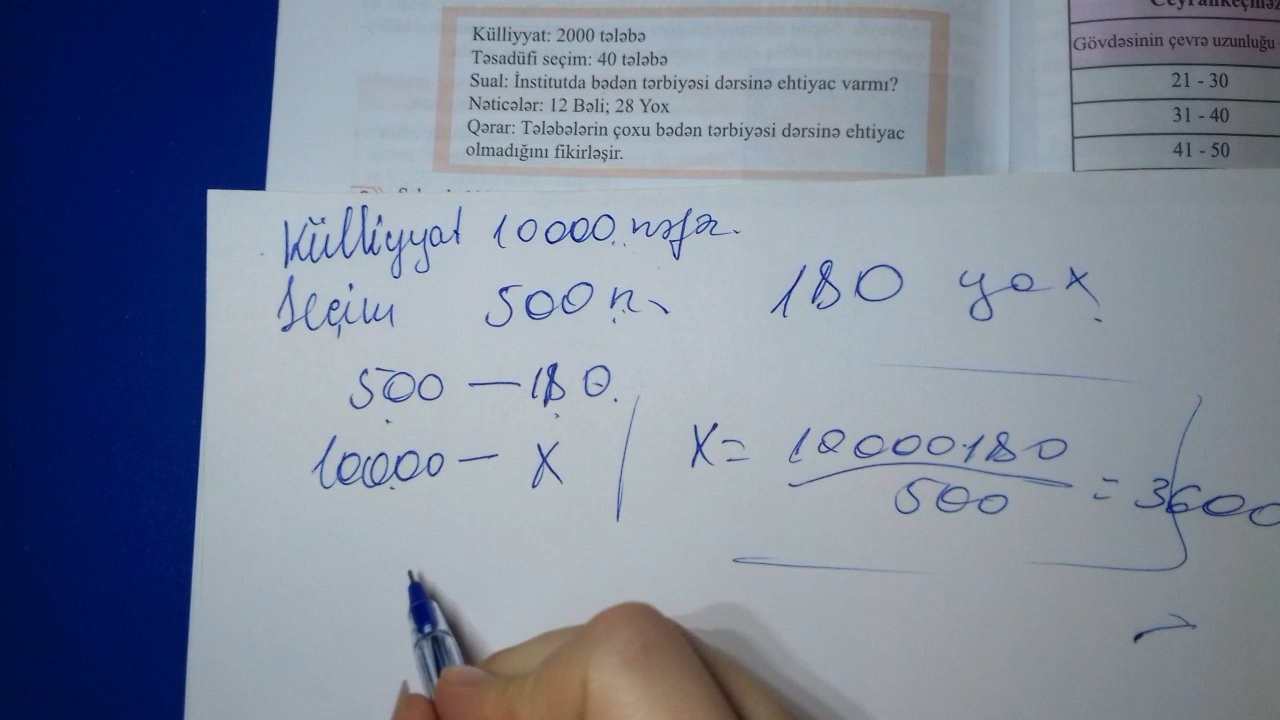 Külliyyat: 2000 tələbə
Təsadüfi seçim: 40 tələbə
Sual: İnstitutda bədən tərbiyəsi dərsinə ehtiyac varmı?
Nəticələr: 12 Bəli; 28 Yox
Qərar: Tələbələrin çoxu bədən tərbiyəsi dərsinə ehtiyac
olmadığını fikirləşir.
Gövdəsinin çevrə uzunluğu
21 - 30
31 - 40
41 - 50
Külliyyat 10000 nəfər.
Seçim 500 n. 180 yox
500 — 180.
10000 — X
X = 10000·180
500
= 3600